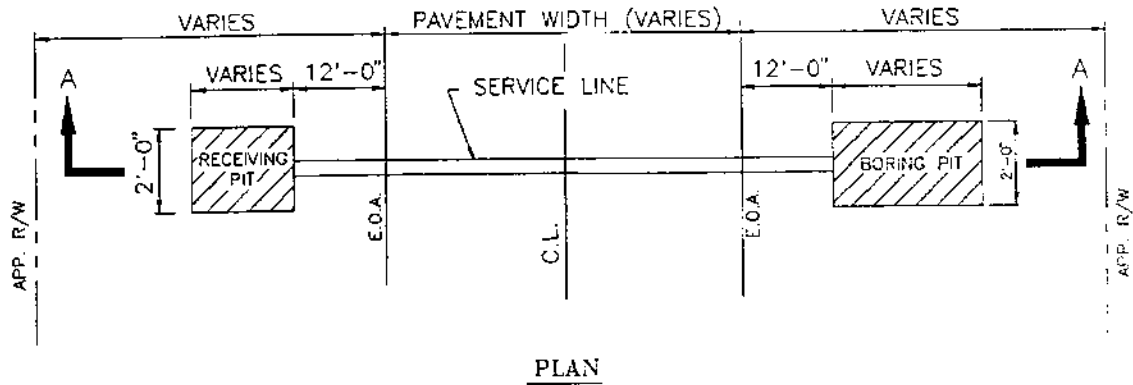 VARIES
PAVEMENT WIDTH (VARIES)
VARIES
VARIES
12'-0"
12'-0"
VARIES
A
A
SERVICE LINE
2'-0"
RECEIVING
PIT
BORING PIT
2'-0"
APP. R/W
E.O.A.
C.L.
E.O.A.
APP. R/W
PLAN